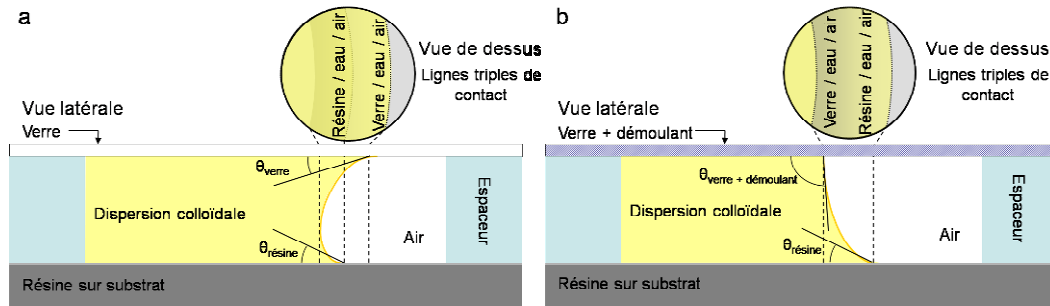 a
Résine / eau / air
Verre / eau / air
Vue de dessus
Lignes triples de
contact
Vue latérale
Verre
θverre
Dispersion colloïdale
θrésine
Air
Espaceur
Résine sur substrat
b
Verre / eau / air
Résine / eau / air
Vue de dessus
Lignes triples de
contact
Vue latérale
Verre + démoulant
θverre + démoulant
Dispersion colloïdale
θrésine
Air
Espaceur
Résine sur substrat